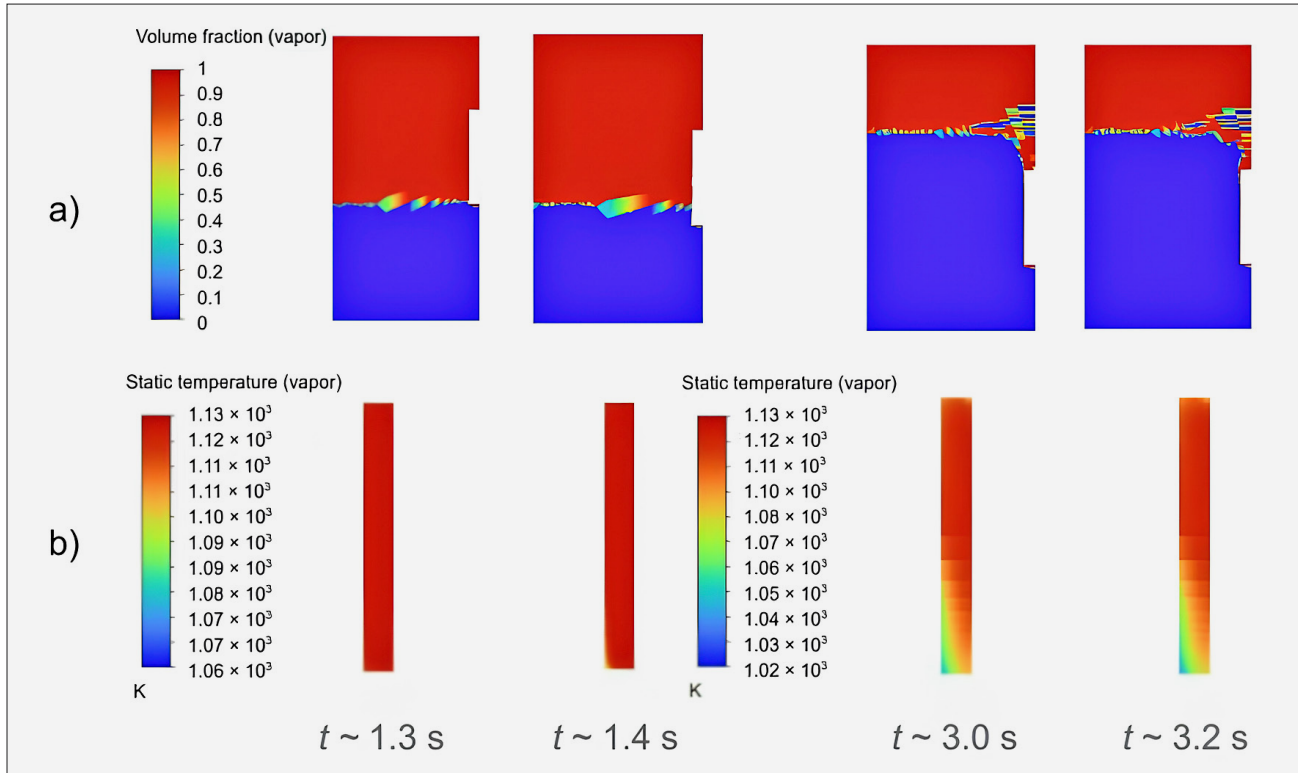 Volume fraction (vapor)
1
0.9
0.8
0.7
0.6
0.5
0.4
0.3
0.2
0.1
0
a)
Static temperature (vapor)
1.13 × 10³
1.12 × 10³
1.11 × 10³
1.11 × 10³
1.10 × 10³
1.09 × 10³
1.09 × 10³
1.08 × 10³
1.07 × 10³
1.07 × 10³
1.06 × 10³
K
Static temperature (vapor)
1.13 × 10³
1.12 × 10³
1.11 × 10³
1.10 × 10³
1.08 × 10³
1.07 × 10³
1.06 × 10³
1.05 × 10³
1.04 × 10³
1.03 × 10³
1.02 × 10³
K
b)
t ~ 1.3 s
t ~ 1.4 s
t ~ 3.0 s
t ~ 3.2 s